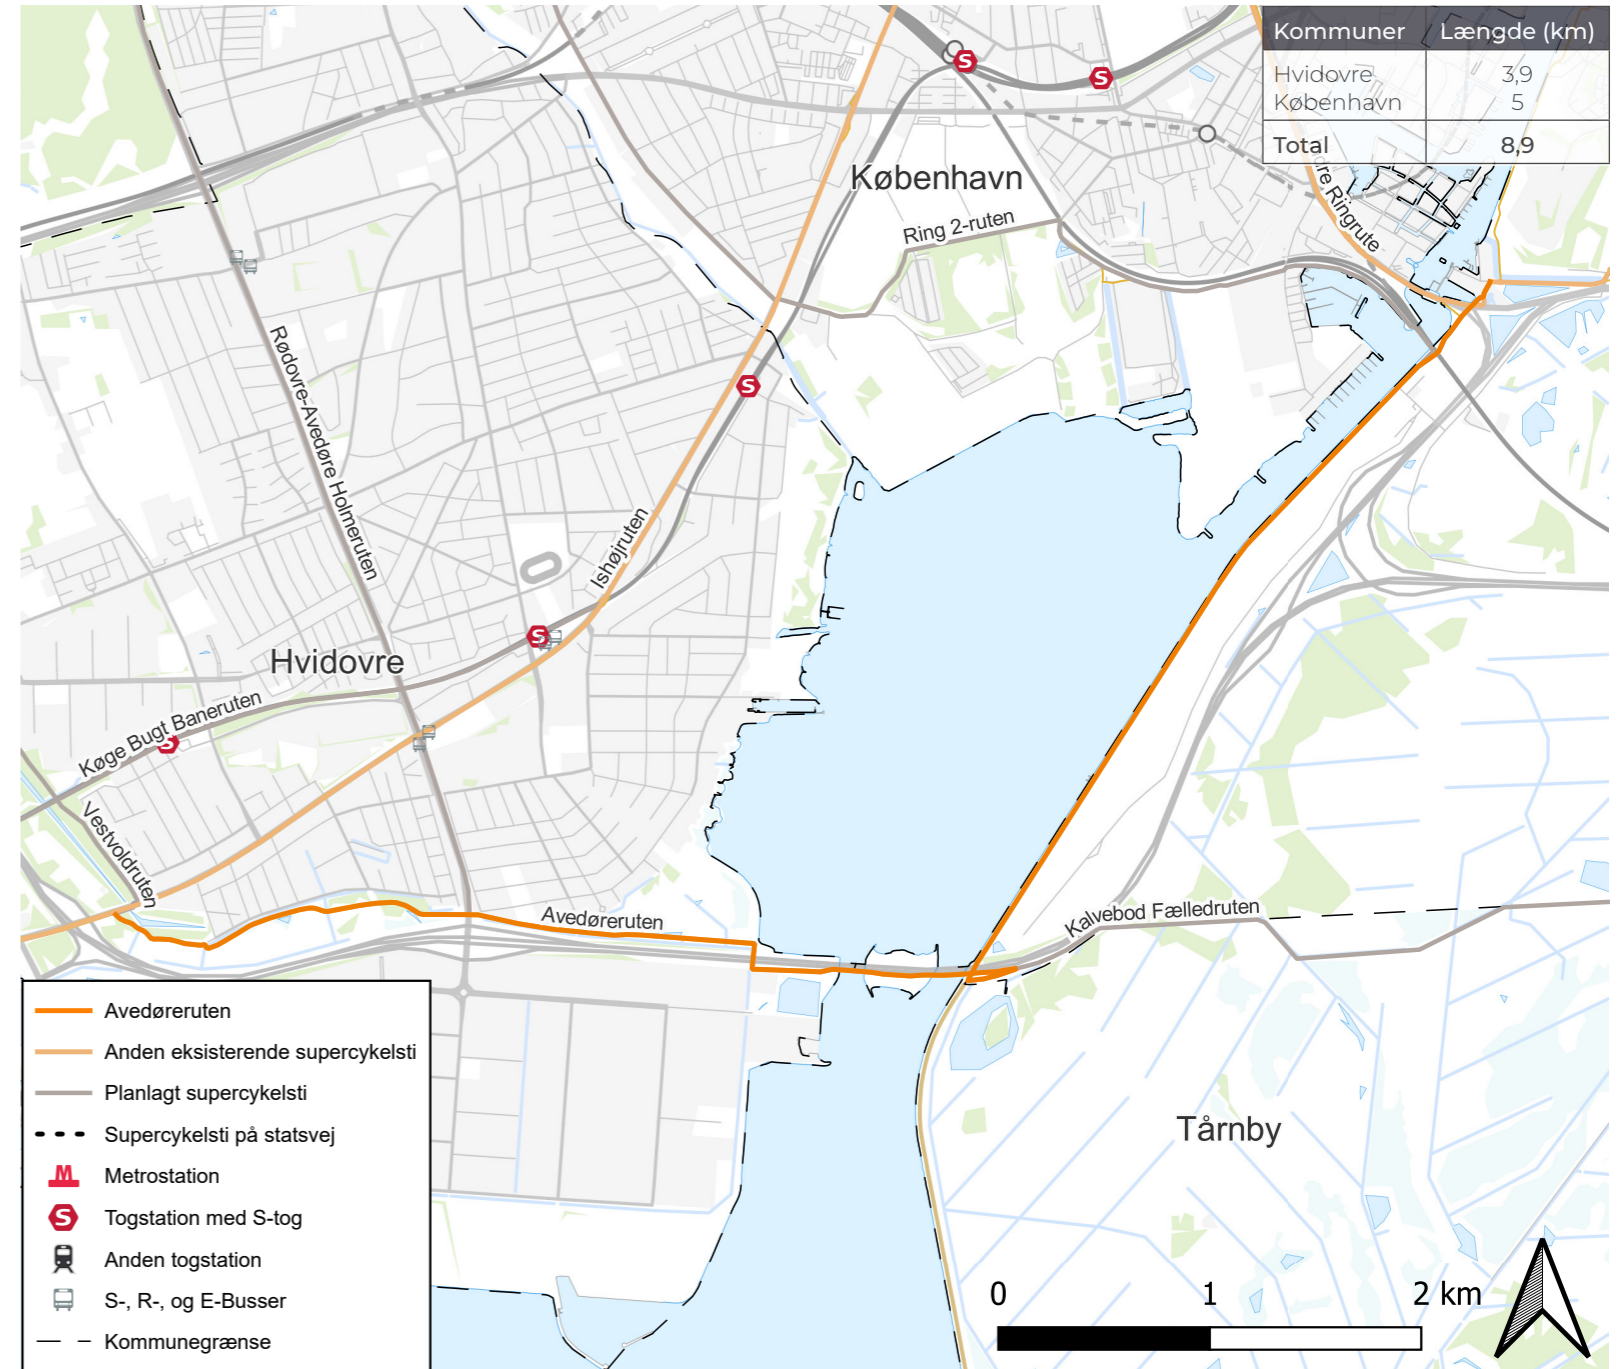 Kommuner Længde (km)
Hvidovre 3,9
København 5
Total 8,9
København
Ring 2-ruten
dre Ringrute
Rødovre-Avedøre Holmeruten
Ishøjruten
Hvidovre
Køge Bugt Baneruten
Vestvoldruten
Avedøreruten
Kalvebod Fælledruten
Tårnby
Avedøreruten
Anden eksisterende supercykelsti
Planlagt supercykelsti
Supercykelsti på statsvej
M Metrostation
S Togstation med S-tog
Anden togstation
S-, R-, og E-Busser
Kommunegrænse
0 1 2 km
S
S
S
S
S